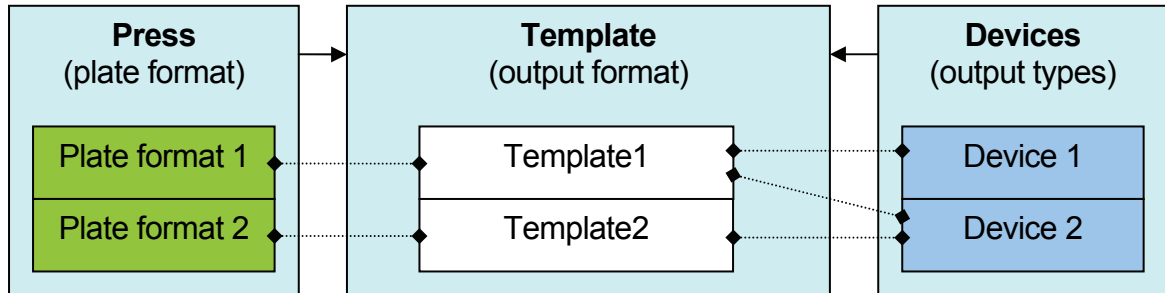 Press
(plate format)
Plate format 1
Plate format 2
Template
(output format)
Template1
Template2
Devices
(output types)
Device 1
Device 2